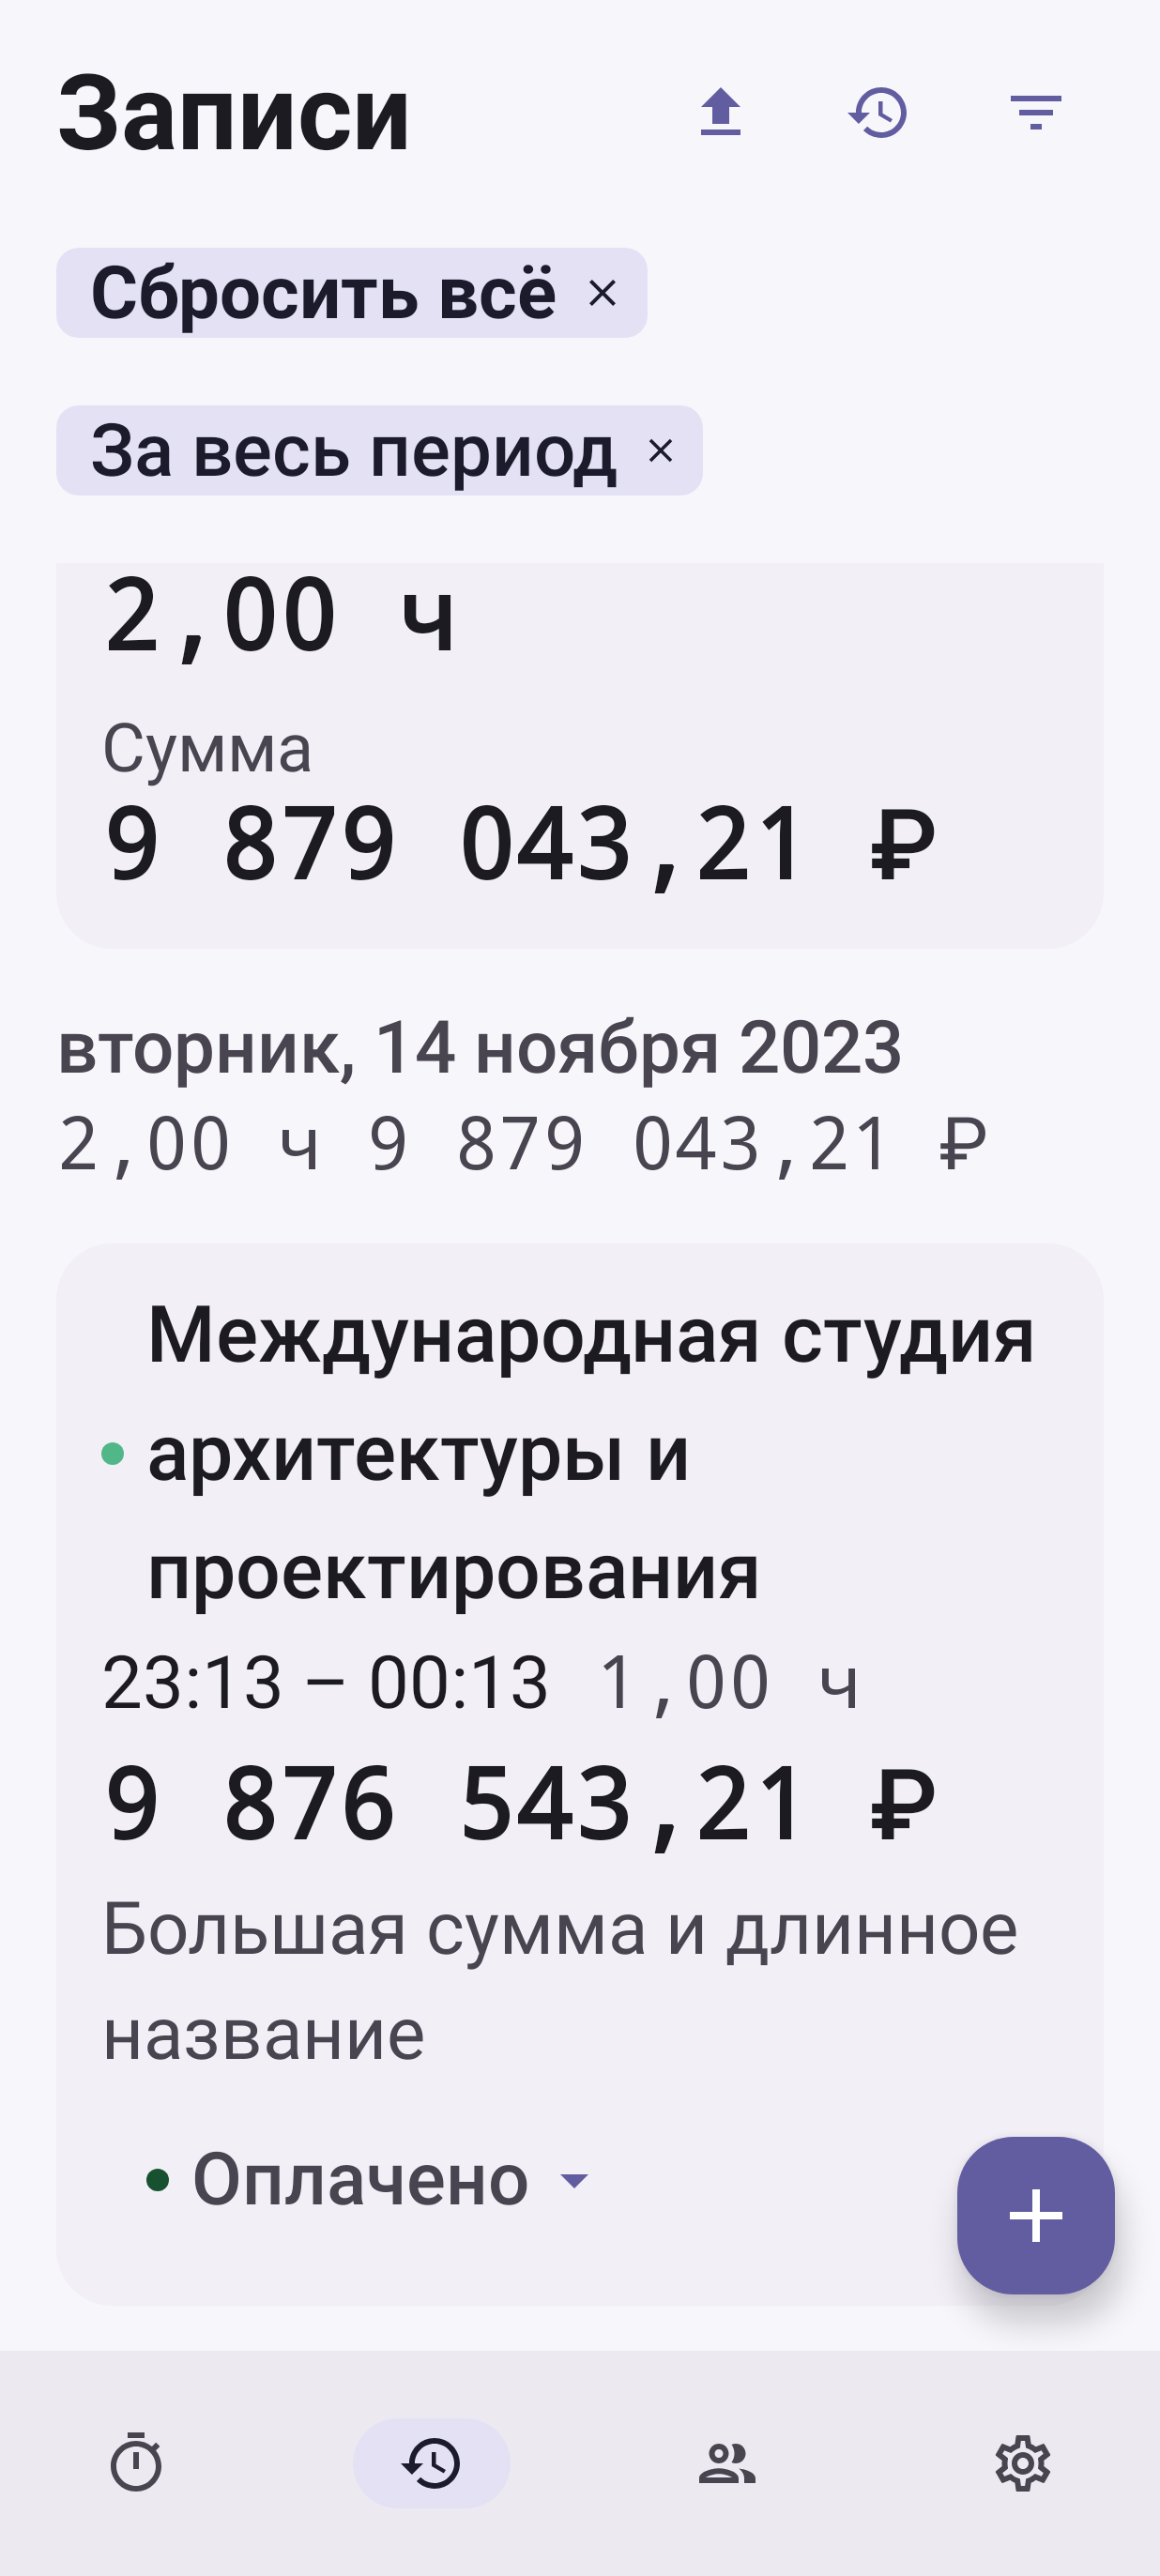 Записи
Сбросить всё ×
За весь период ×
2,00 ч
Сумма
9 879 043,21 ₽
вторник, 14 ноября 2023
2,00 ч 9 879 043,21 ₽
Международная студия
архитектуры и
проектирования
23:13 – 00:13 1,00 ч
9 876 543,21 ₽
Большая сумма и длинное
название
Оплачено